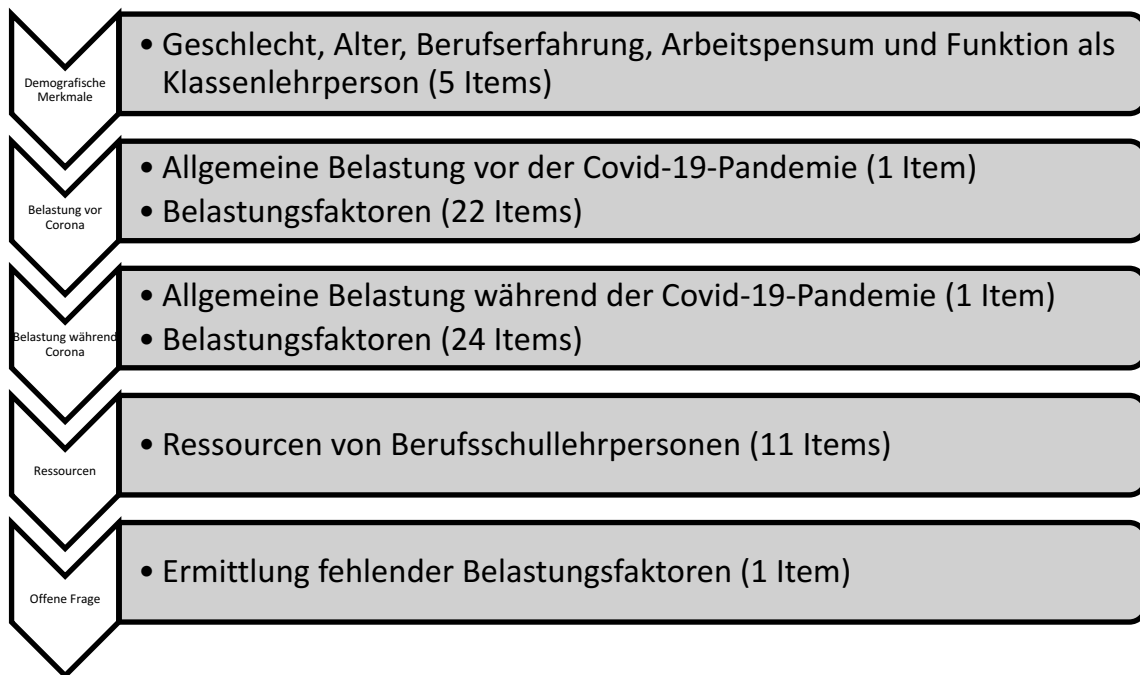 Demografische
Merkmale
• Geschlecht, Alter, Berufserfahrung, Arbeitspensum und Funktion als
Klassenlehrperson (5 Items)
Belastung vor
Corona
• Allgemeine Belastung vor der Covid-19-Pandemie (1 Item)
• Belastungsfaktoren (22 Items)
Belastung während
Corona
• Allgemeine Belastung während der Covid-19-Pandemie (1 Item)
• Belastungsfaktoren (24 Items)
Ressourcen
• Ressourcen von Berufsschullehrpersonen (11 Items)
Offene Frage
• Ermittlung fehlender Belastungsfaktoren (1 Item)